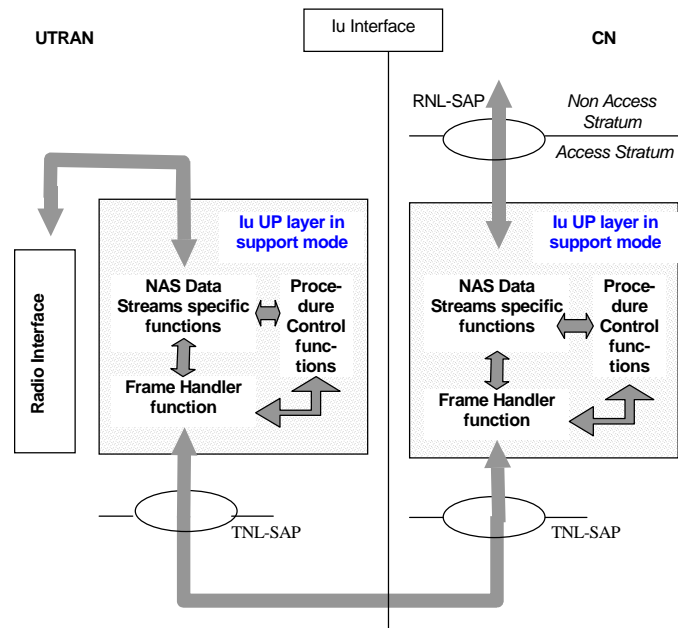 Iu Interface
UTRAN
CN
RNL-SAP
Non Access
Stratum
Access Stratum
Iu UP layer in
support mode
NAS Data
Streams specific
functions
Proce-
dure
Control
func-
tions
Frame Handler
function
Radio Interface
TNL-SAP
Iu UP layer in
support mode
NAS Data
Streams specific
functions
Proce-
dure
Control
func-
tions
Frame Handler
function
TNL-SAP